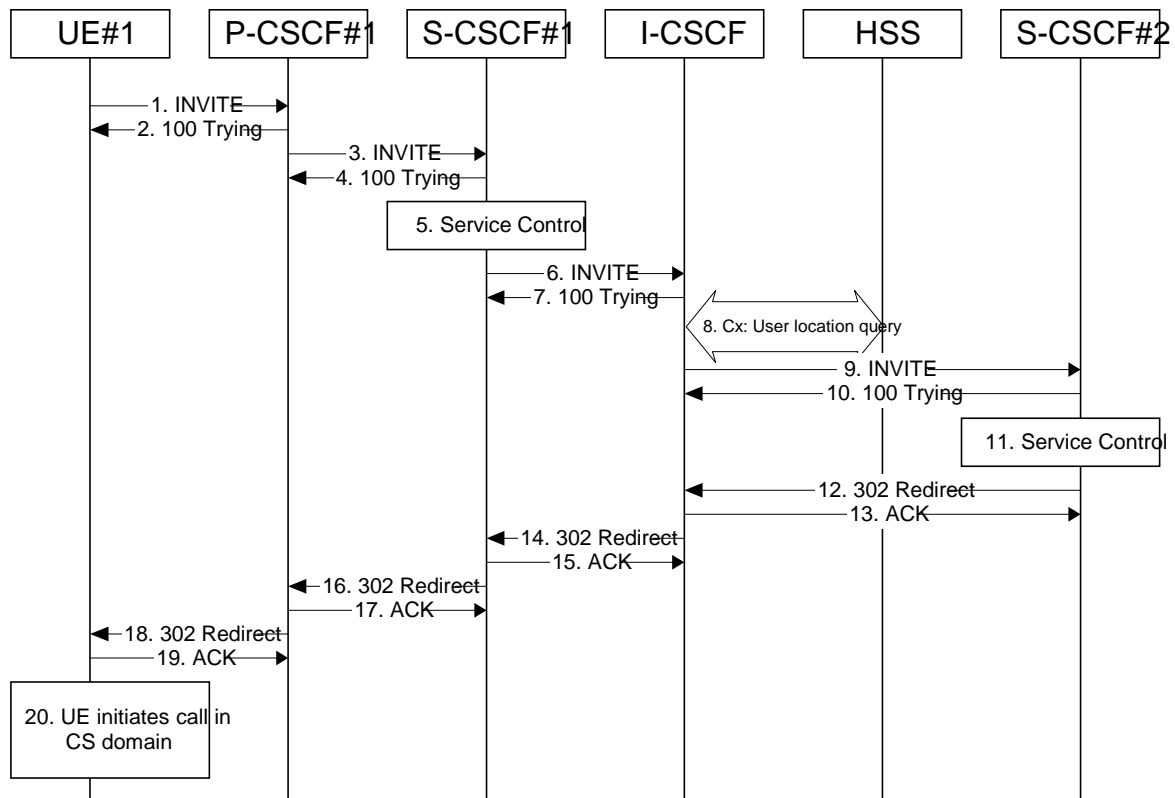 UE#1
P-CSCF#1
S-CSCF#1
I-CSCF
HSS
S-CSCF#2
1. INVITE
2. 100 Trying
3. INVITE
4. 100 Trying
5. Service Control
6. INVITE
7. 100 Trying
8. Cx: User location query
9. INVITE
10. 100 Trying
11. Service Control
12. 302 Redirect
13. ACK
14. 302 Redirect
15. ACK
16. 302 Redirect
17. ACK
18. 302 Redirect
19. ACK
20. UE initiates call in
CS domain